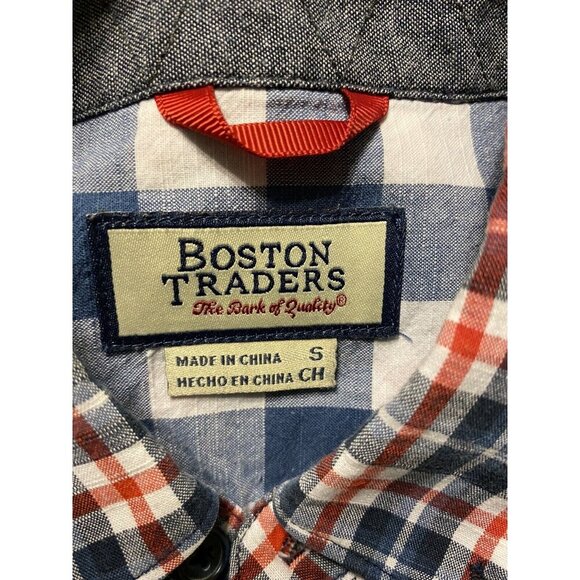 BOSTON
TRADERS
The Bark of Quality®
MADE IN CHINA S
HECHO EN CHINA CH